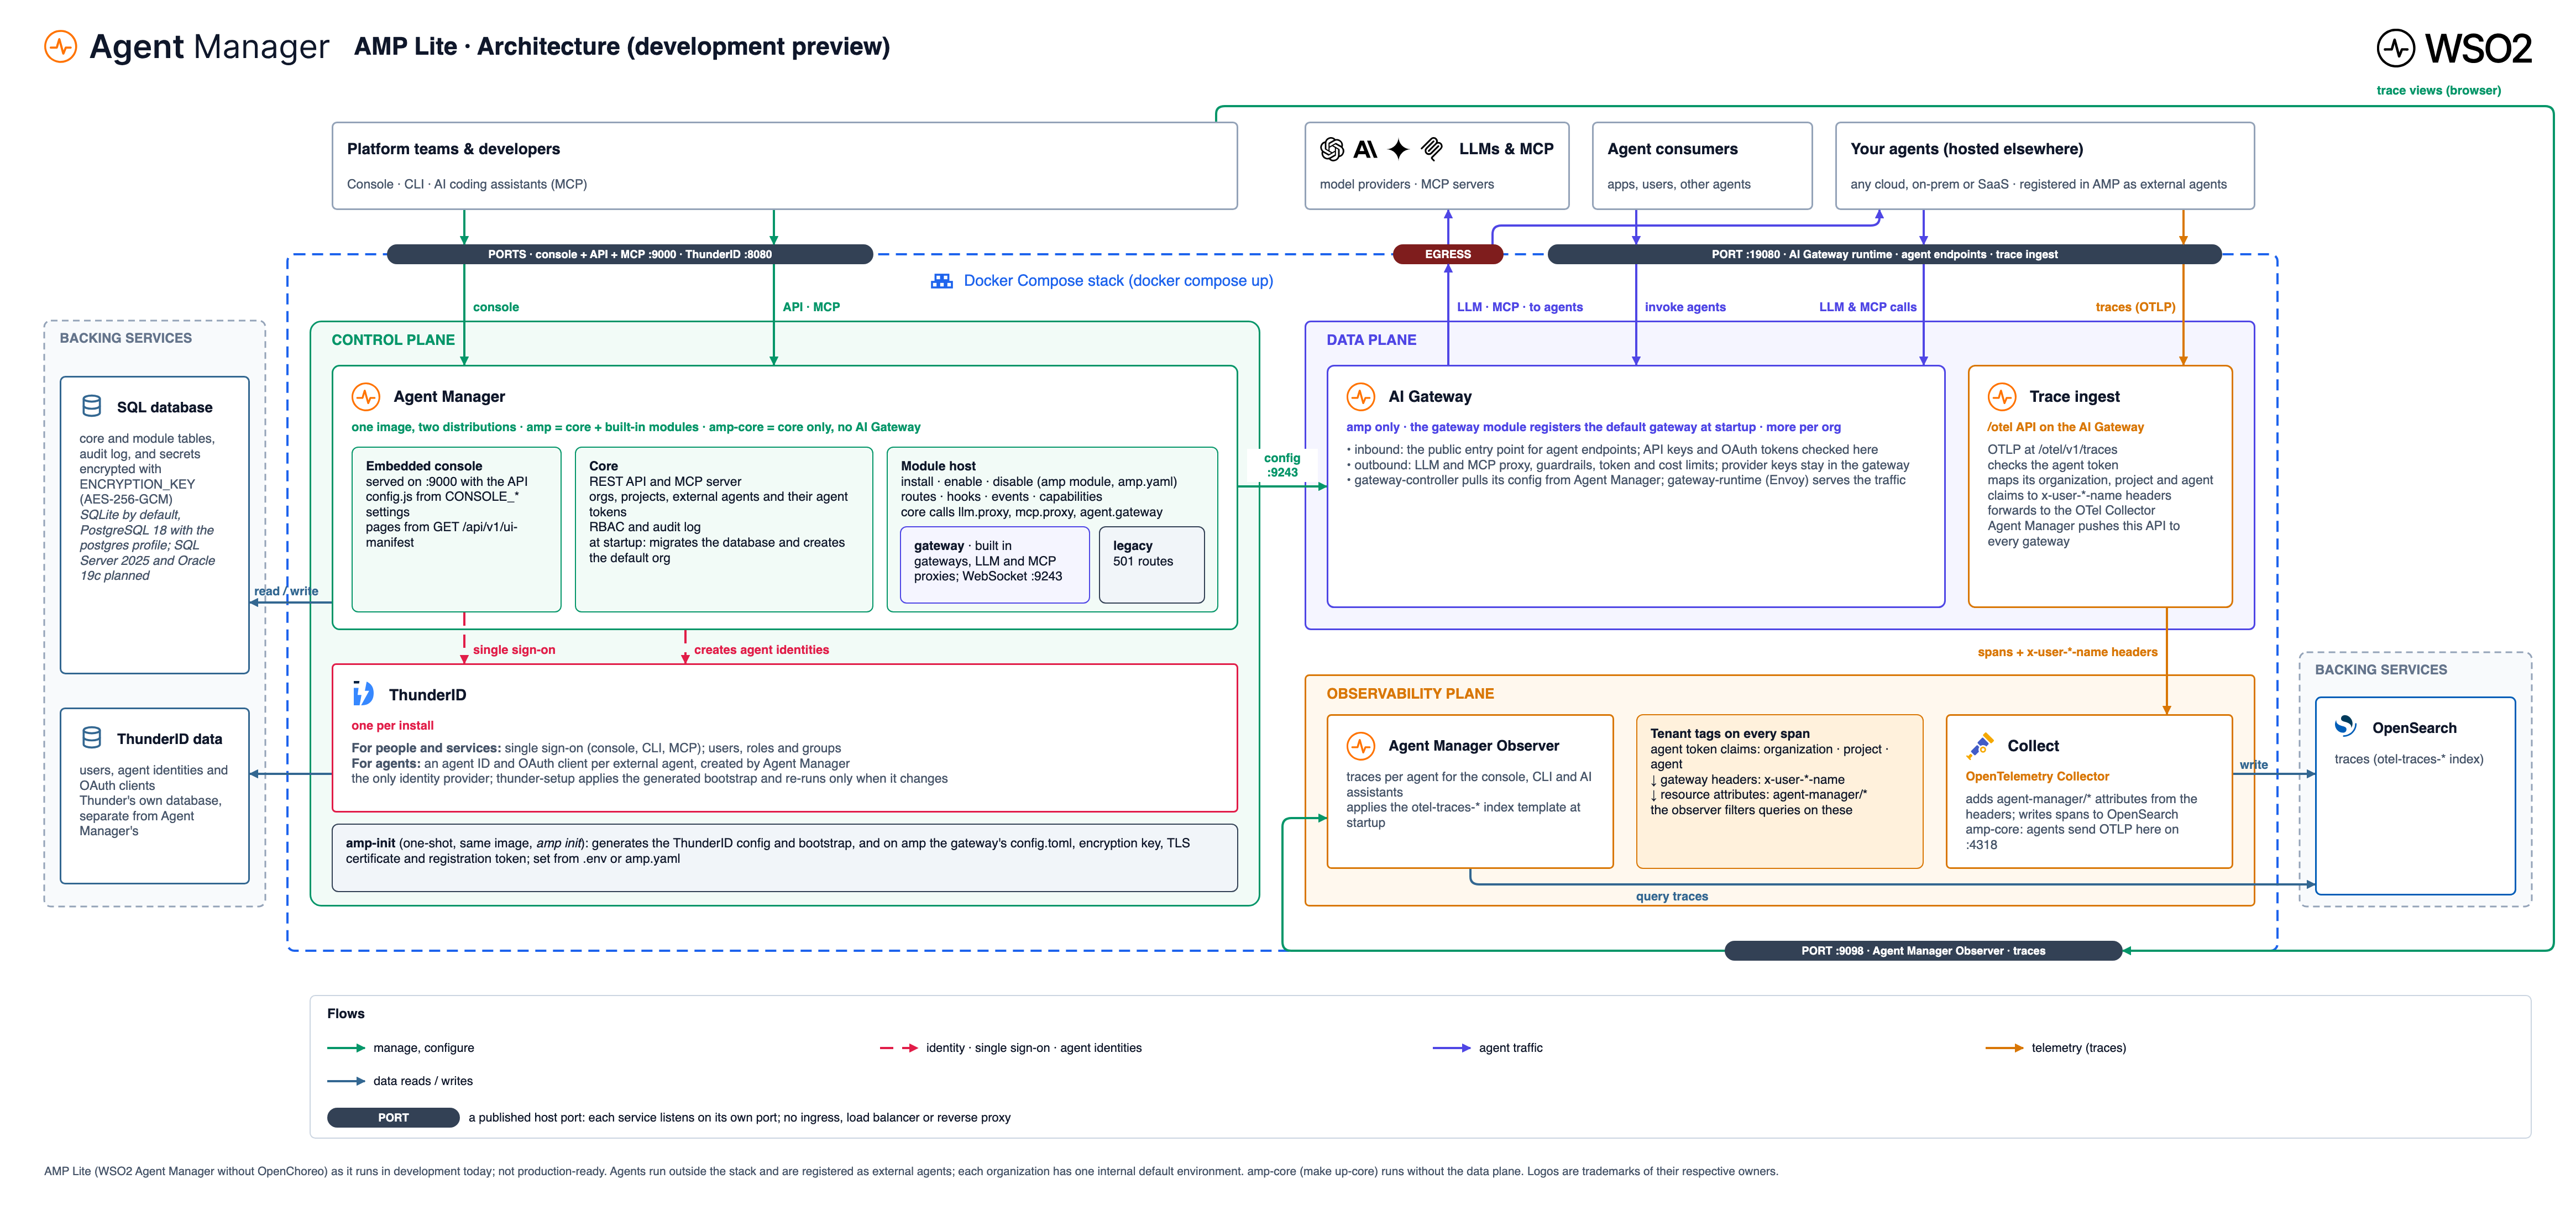 Agent Manager
AMP Lite · Architecture (development preview)
WSO2
trace views (browser)
Platform teams & developers
Console · CLI · AI coding assistants (MCP)
LLMs & MCP
model providers · MCP servers
Agent consumers
apps, users, other agents
Your agents (hosted elsewhere)
any cloud, on-prem or SaaS · registered in AMP as external agents
PORTS · console + API + MCP :9000 · ThunderID :8080
EGRESS
PORT :19080 · AI Gateway runtime · agent endpoints · trace ingest
Docker Compose stack (docker compose up)
console
API · MCP
LLM · MCP · to agents
invoke agents
LLM & MCP calls
traces (OTLP)
BACKING SERVICES
SQL database
core and module tables,
audit log, and secrets
encrypted with
ENCRYPTION_KEY
(AES-256-GCM)
SQLite by default,
PostgreSQL 18 with the
postgres profile; SQL
Server 2025 and Oracle
19c planned
read / write
ThunderID data
users, agent identities and
OAuth clients
Thunder's own database,
separate from Agent
Manager's
CONTROL PLANE
Agent Manager
one image, two distributions · amp = core + built-in modules · amp-core = core only, no AI Gateway
Embedded console
served on :9000 with the API
config.js from CONSOLE_*
settings
pages from GET /api/v1/ui-
manifest
Core
REST API and MCP server
orgs, projects, external agents and their agent
tokens
RBAC and audit log
at startup: migrates the database and creates
the default org
Module host
install · enable · disable (amp module, amp.yaml)
routes · hooks · events · capabilities
core calls llm.proxy, mcp.proxy, agent.gateway
gateway · built in
gateways, LLM and MCP
proxies; WebSocket :9243
legacy
501 routes
single sign-on
creates agent identities
ThunderID
one per install
For people and services: single sign-on (console, CLI, MCP); users, roles and groups
For agents: an agent ID and OAuth client per external agent, created by Agent Manager
the only identity provider; thunder-setup applies the generated bootstrap and re-runs only when it changes
amp-init (one-shot, same image, amp init): generates the ThunderID config and bootstrap, and on amp the gateway's config.toml, encryption key, TLS
certificate and registration token; set from .env or amp.yaml
config
:9243
DATA PLANE
AI Gateway
amp only · the gateway module registers the default gateway at startup · more per org
• inbound: the public entry point for agent endpoints; API keys and OAuth tokens checked here
• outbound: LLM and MCP proxy, guardrails, token and cost limits; provider keys stay in the gateway
• gateway-controller pulls its config from Agent Manager; gateway-runtime (Envoy) serves the traffic
Trace ingest
/otel API on the AI Gateway
OTLP at /otel/v1/traces
checks the agent token
maps its organization, project and agent
claims to x-user-*-name headers
forwards to the OTel Collector
Agent Manager pushes this API to
every gateway
spans + x-user-*-name headers
OBSERVABILITY PLANE
Agent Manager Observer
traces per agent for the console, CLI and AI
assistants
applies the otel-traces-* index template at
startup
Tenant tags on every span
agent token claims: organization · project ·
agent
↓ gateway headers: x-user-*-name
↓ resource attributes: agent-manager/*
the observer filters queries on these
Collect
OpenTelemetry Collector
adds agent-manager/* attributes from the
headers; writes spans to OpenSearch
amp-core: agents send OTLP here on
:4318
query traces
write
BACKING SERVICES
OpenSearch
traces (otel-traces-* index)
PORT :9098 · Agent Manager Observer · traces
Flows
manage, configure
identity · single sign-on · agent identities
agent traffic
telemetry (traces)
data reads / writes
PORT
a published host port: each service listens on its own port; no ingress, load balancer or reverse proxy
AMP Lite (WSO2 Agent Manager without OpenChoreo) as it runs in development today; not production-ready. Agents run outside the stack and are registered as external agents; each organization has one internal default environment. amp-core (make up-core) runs without the data plane. Logos are trademarks of their respective owners.